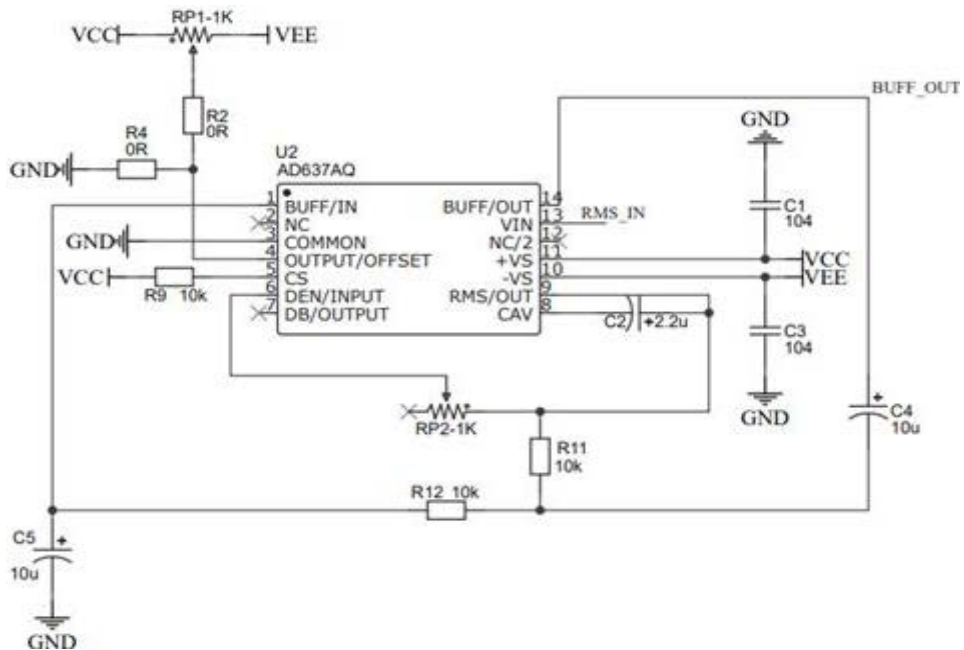 RP1-1K
VCC
VEE
BUFF_OUT
R2
0R
R4
0R
GND
GND
U2
AD637AQ
1
BUFF/IN
2
NC
3
COMMON
GND
4
OUTPUT/OFFSET
5
CS
VCC
R9 10k
6
DEN/INPUT
7
DB/OUTPUT
14
BUFF/OUT
13
VIN
RMS_IN
12
NC/2
11
+VS
10
-VS
9
RMS/OUT
8
CAV
C1
104
VCC
VEE
C2
+2.2u
C3
104
GND
RP2-1K
C4
+
10u
R11
10k
R12 10k
C5
+
10u
GND